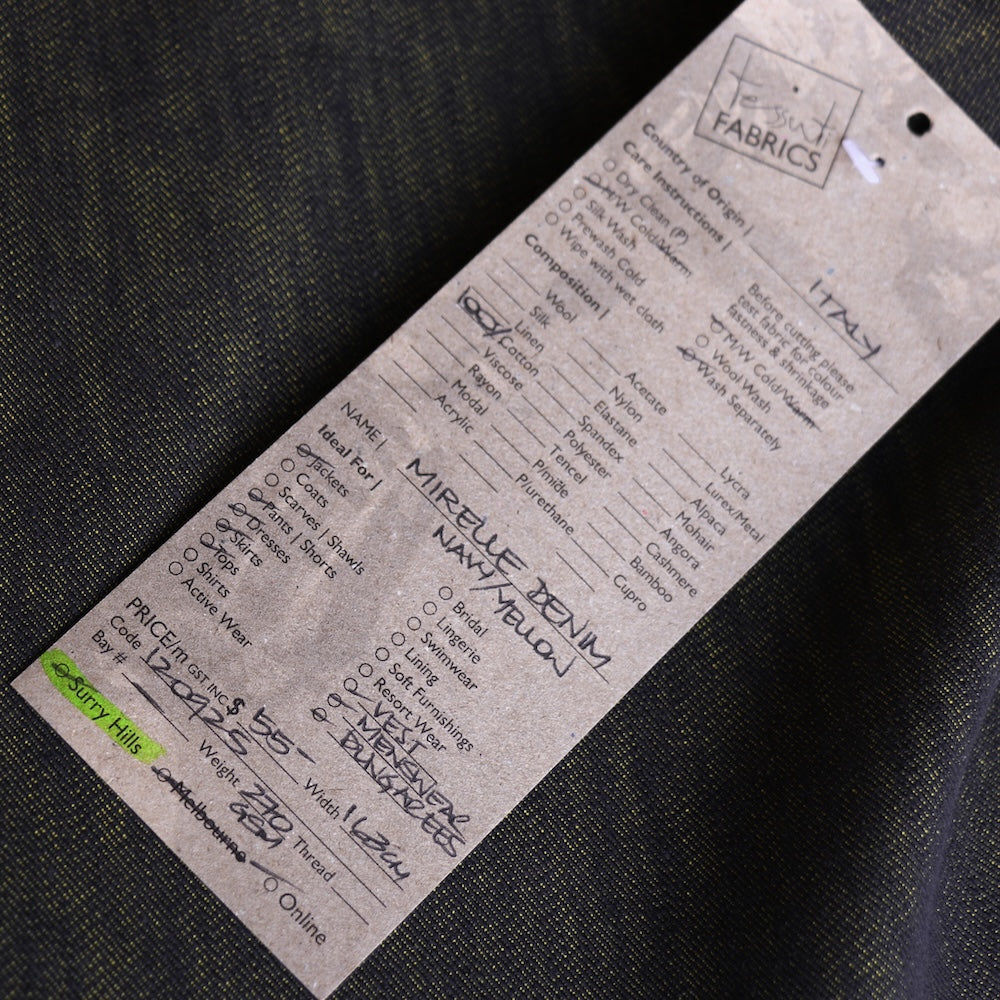 Tessuti
FABRICS
Country of Origin | ITALY
Care Instructions |
Dry Clean (P)
M/W Cold/Warm
Silk Wash
Prewash Cold
Wipe with wet cloth
Before cutting please
test fabric for colour
fastness & shrinkage
M/W Cold/Warm
Wool Wash
Wash Separately
Composition |
Wool
Silk
Linen
100/ Cotton
Viscose
Rayon
Modal
Acrylic
Acetate
Nylon
Elastane
Spandex
Polyester
Tencel
P/mide
P/urethane
Lycra
Lurex/Metal
Alpaca
Mohair
Angora
Cashmere
Bamboo
Cupro
NAME | MIRELLE DENIM
NAVY/YELLOW
Ideal For |
Jackets
Coats
Scarves | Shawls
Pants | Shorts
Dresses
Skirts
Tops
Shirts
Active Wear
Bridal
Lingerie
Swimwear
Lining
Soft Furnishings
Resort Wear
VEST
MENSWEAR
DUNGAREES
PRICE/m GST INC $ 55-
Width 163cm
Code 120925
Weight 270 GSM
Thread
Bay #
Surry Hills
Melbourne
Online